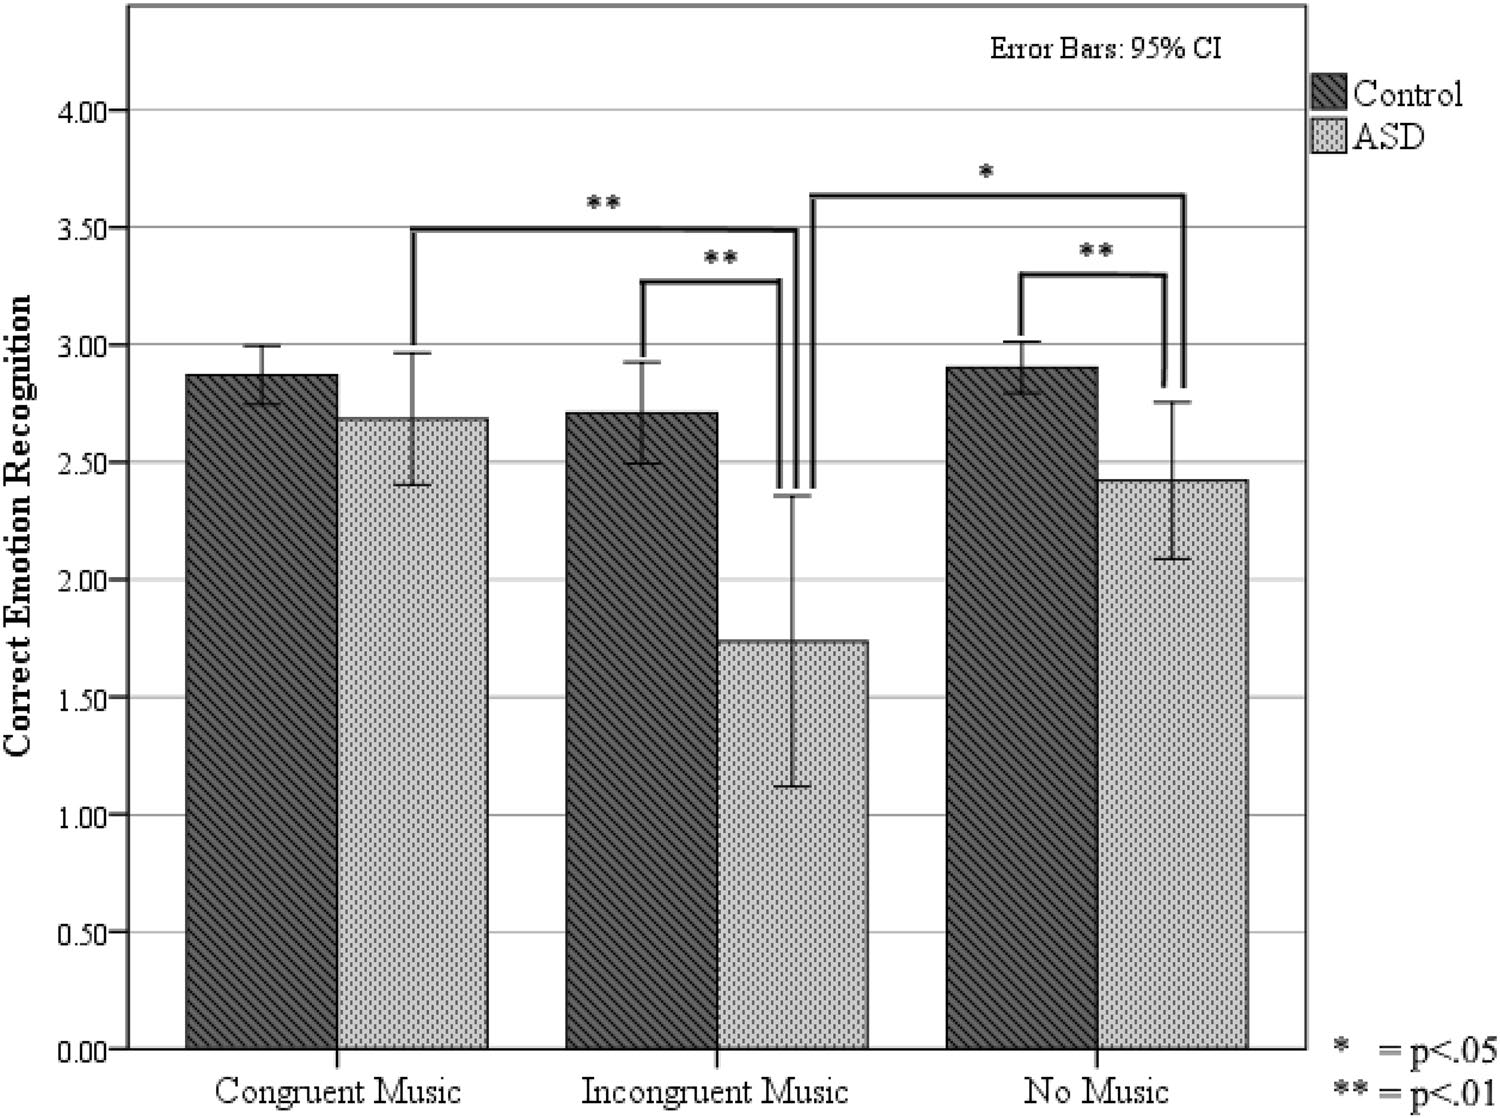 Error Bars: 95% CI
Control
ASD
4.00
3.50
3.00
2.50
2.00
1.50
1.00
0.50
0.00
Correct Emotion Recognition
*
**
**
**
Congruent Music
Incongruent Music
No Music
* = p<.05
** = p<.01